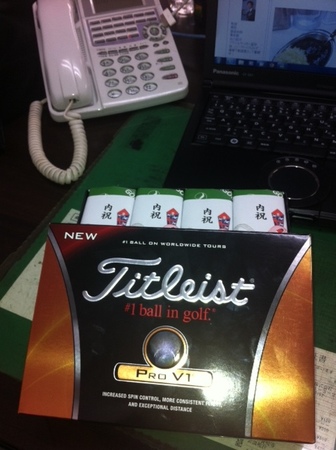 Panasonic
内祝
内祝
内祝
内祝
NEW
#1 BALL ON WORLDWIDE TOURS
Titleist
#1 ball in golf.
PRO V1
INCREASED SPIN CONTROL, MORE CONSISTENT
AND EXCEPTIONAL DISTANCE